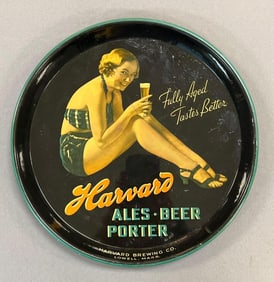 Fully Aged
Tastes Better
Harvard
ALES · BEER
PORTER
HARVARD BREWING CO.
LOWELL, MASS.